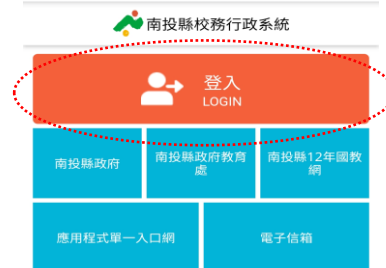 南投縣校務行政系統
登入
LOGIN
南投縣政府
南投縣政府教育
處
南投縣12年國教
網
應用程式單一入口網
電子信箱